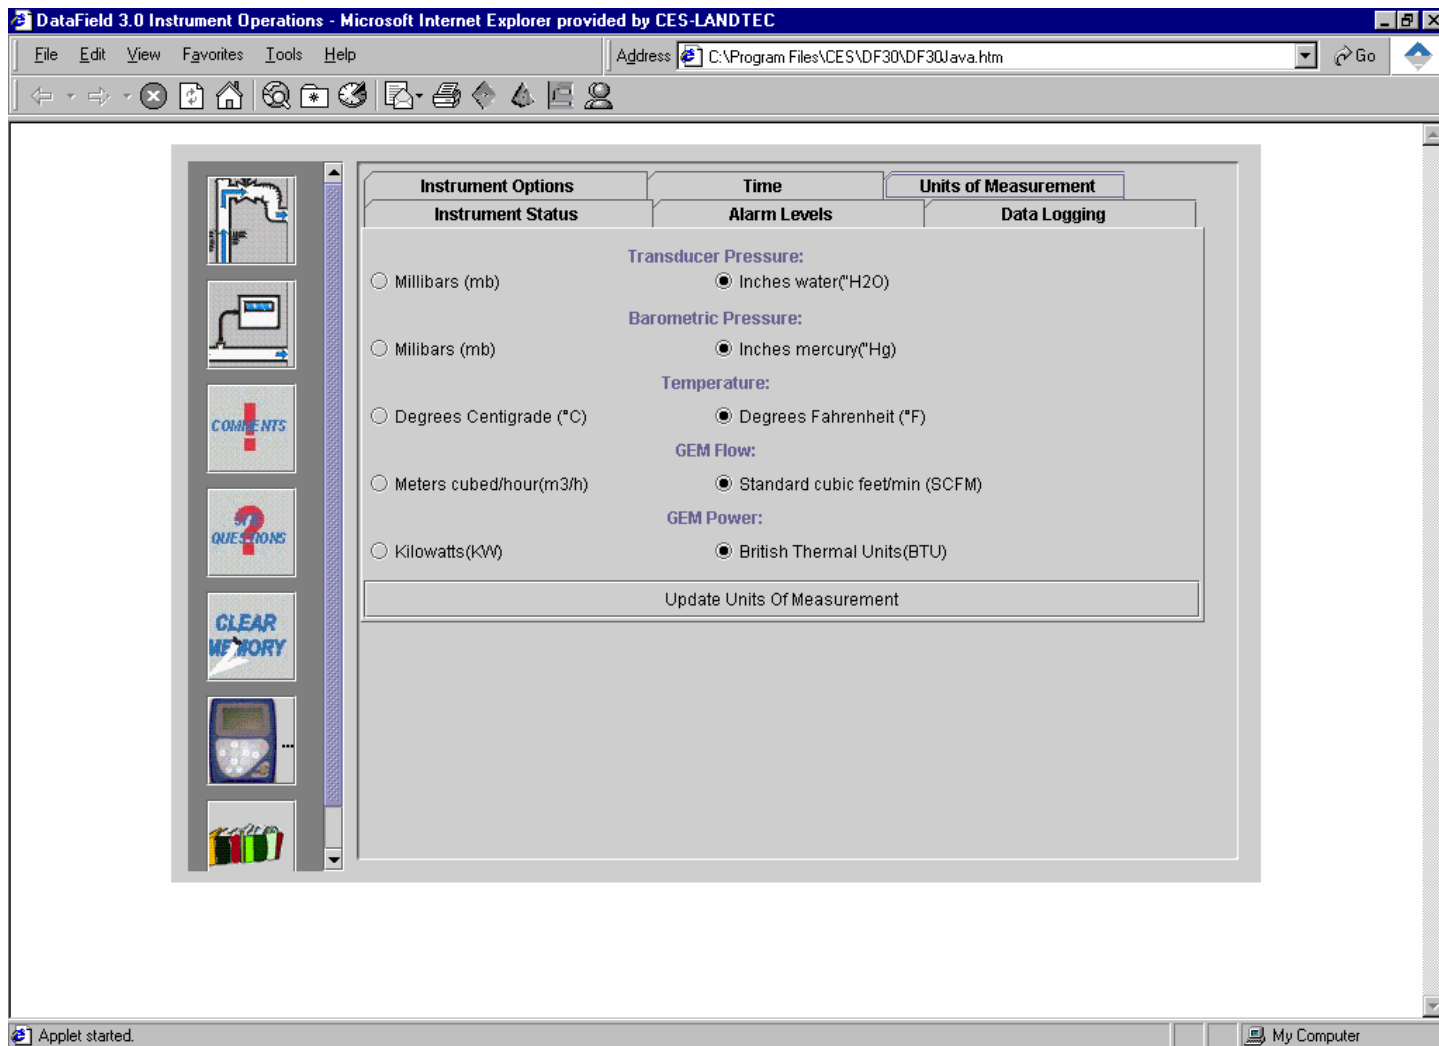 DataField 3.0 Instrument Operations - Microsoft Internet Explorer provided by CES-LANDTEC
File Edit View Favorites Tools Help
Address C:\Program Files\CES\DF30\DF30Java.htm Go
Instrument Options Time Units of Measurement
Instrument Status Alarm Levels Data Logging
Transducer Pressure:
Millibars (mb) Inches water("H2O)
Barometric Pressure:
Milibars (mb) Inches mercury("Hg)
Temperature:
Degrees Centigrade (°C) Degrees Fahrenheit (°F)
GEM Flow:
Meters cubed/hour(m3/h) Standard cubic feet/min (SCFM)
GEM Power:
Kilowatts(KW) British Thermal Units(BTU)
Update Units Of Measurement
COMMENTS
QUESTIONS
CLEAR
MEMORY
...
Applet started. My Computer